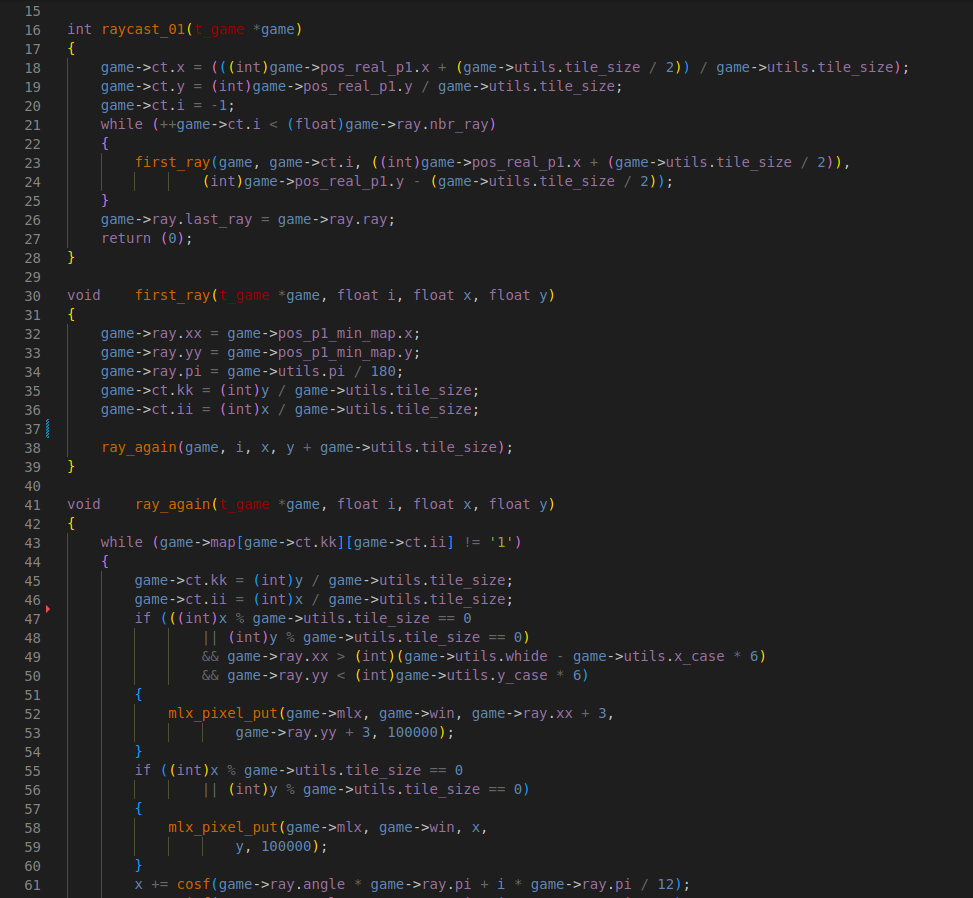 15
16 int raycast_01(t_game *game)
17 {
18 game->ct.x = (((int)game->pos_real_p1.x + (game->utils.tile_size / 2)) / game->utils.tile_size);
19 game->ct.y = (int)game->pos_real_p1.y / game->utils.tile_size;
20 game->ct.i = -1;
21 while (++game->ct.i < (float)game->ray.nbr_ray)
22 {
23 first_ray(game, game->ct.i, ((int)game->pos_real_p1.x + (game->utils.tile_size / 2)),
24 (int)game->pos_real_p1.y - (game->utils.tile_size / 2));
25 }
26 game->ray.last_ray = game->ray.ray;
27 return (0);
28 }
29
30 void first_ray(t_game *game, float i, float x, float y)
31 {
32 game->ray.xx = game->pos_p1_min_map.x;
33 game->ray.yy = game->pos_p1_min_map.y;
34 game->ray.pi = game->utils.pi / 180;
35 game->ct.kk = (int)y / game->utils.tile_size;
36 game->ct.ii = (int)x / game->utils.tile_size;
37
38 ray_again(game, i, x, y + game->utils.tile_size);
39 }
40
41 void ray_again(t_game *game, float i, float x, float y)
42 {
43 while (game->map[game->ct.kk][game->ct.ii] != '1')
44 {
45 game->ct.kk = (int)y / game->utils.tile_size;
46 game->ct.ii = (int)x / game->utils.tile_size;
47 if (((int)x % game->utils.tile_size == 0
48 || (int)y % game->utils.tile_size == 0)
49 && game->ray.xx > (int)(game->utils.whide - game->utils.x_case * 6)
50 && game->ray.yy < (int)game->utils.y_case * 6)
51 {
52 mlx_pixel_put(game->mlx, game->win, game->ray.xx + 3,
53 game->ray.yy + 3, 100000);
54 }
55 if ((int)x % game->utils.tile_size == 0
56 || (int)y % game->utils.tile_size == 0)
57 {
58 mlx_pixel_put(game->mlx, game->win, x,
59 y, 100000);
60 }
61 x += cosf(game->ray.angle * game->ray.pi + i * game->ray.pi / 12);